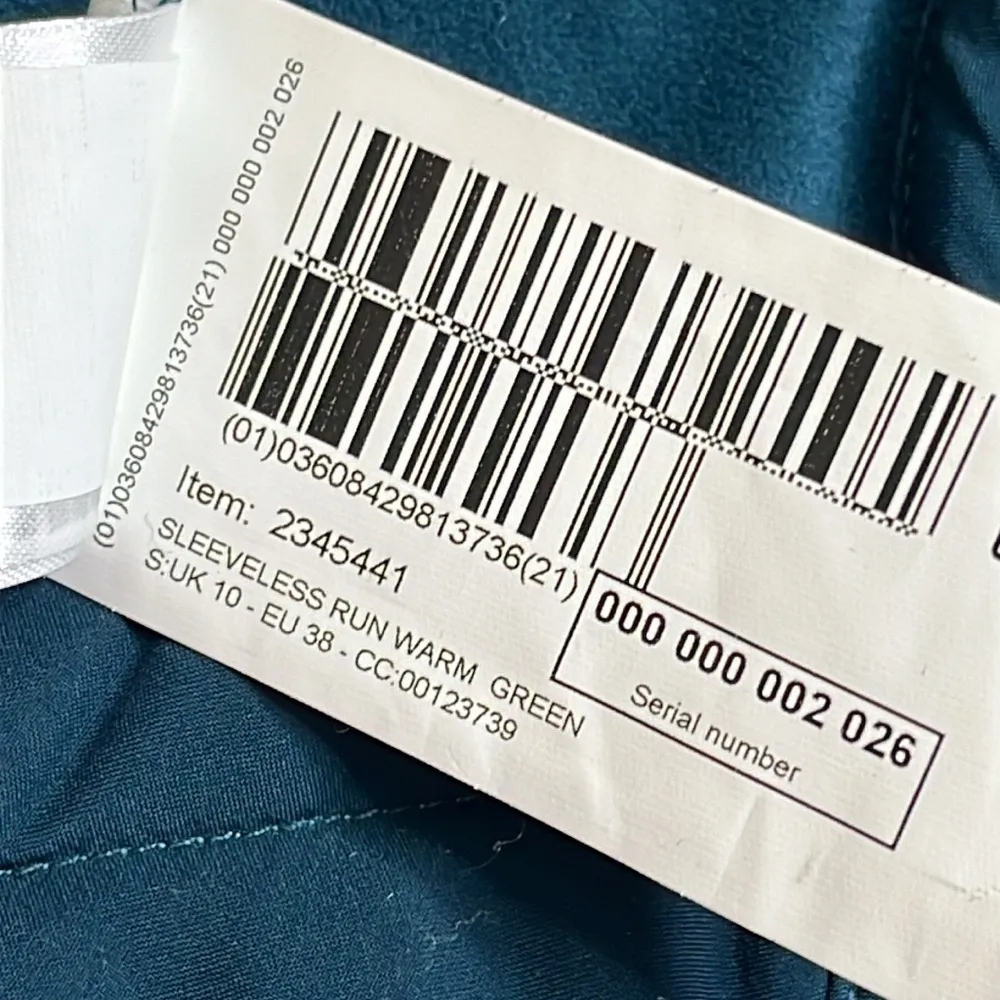 (01)03608429813736(21) 000 000 000 002 026
(01)03608429813736(21)
000 000 002 026
Serial number
Item: 2345441
SLEEVELESS RUN WARM GREEN
S:UK 10 - EU 38 - CC:00123739